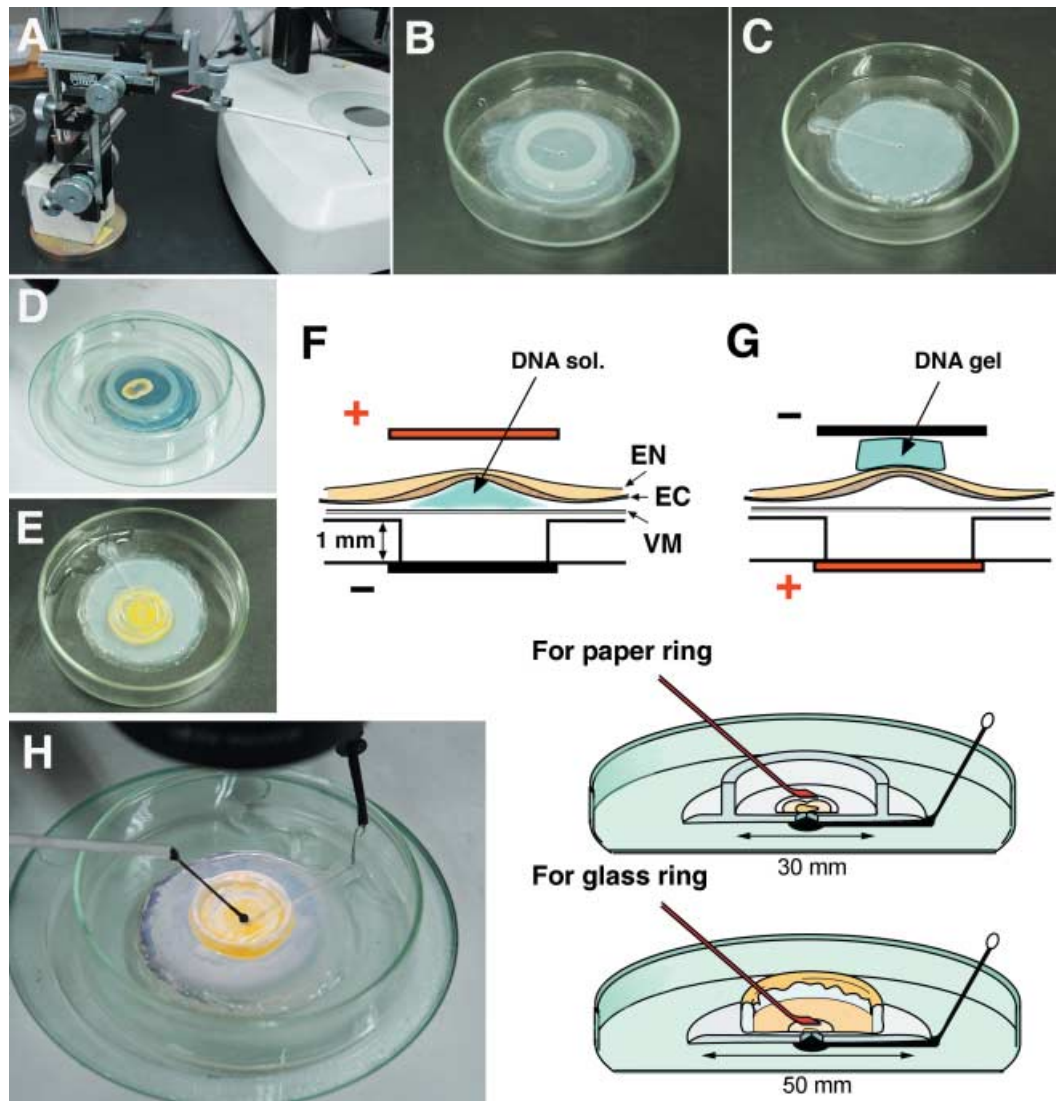 A
B
C
D
E
F
DNA sol.
+
EN
EC
VM
1 mm
−
G
DNA gel
−
+
H
For paper ring
30 mm
For glass ring
50 mm